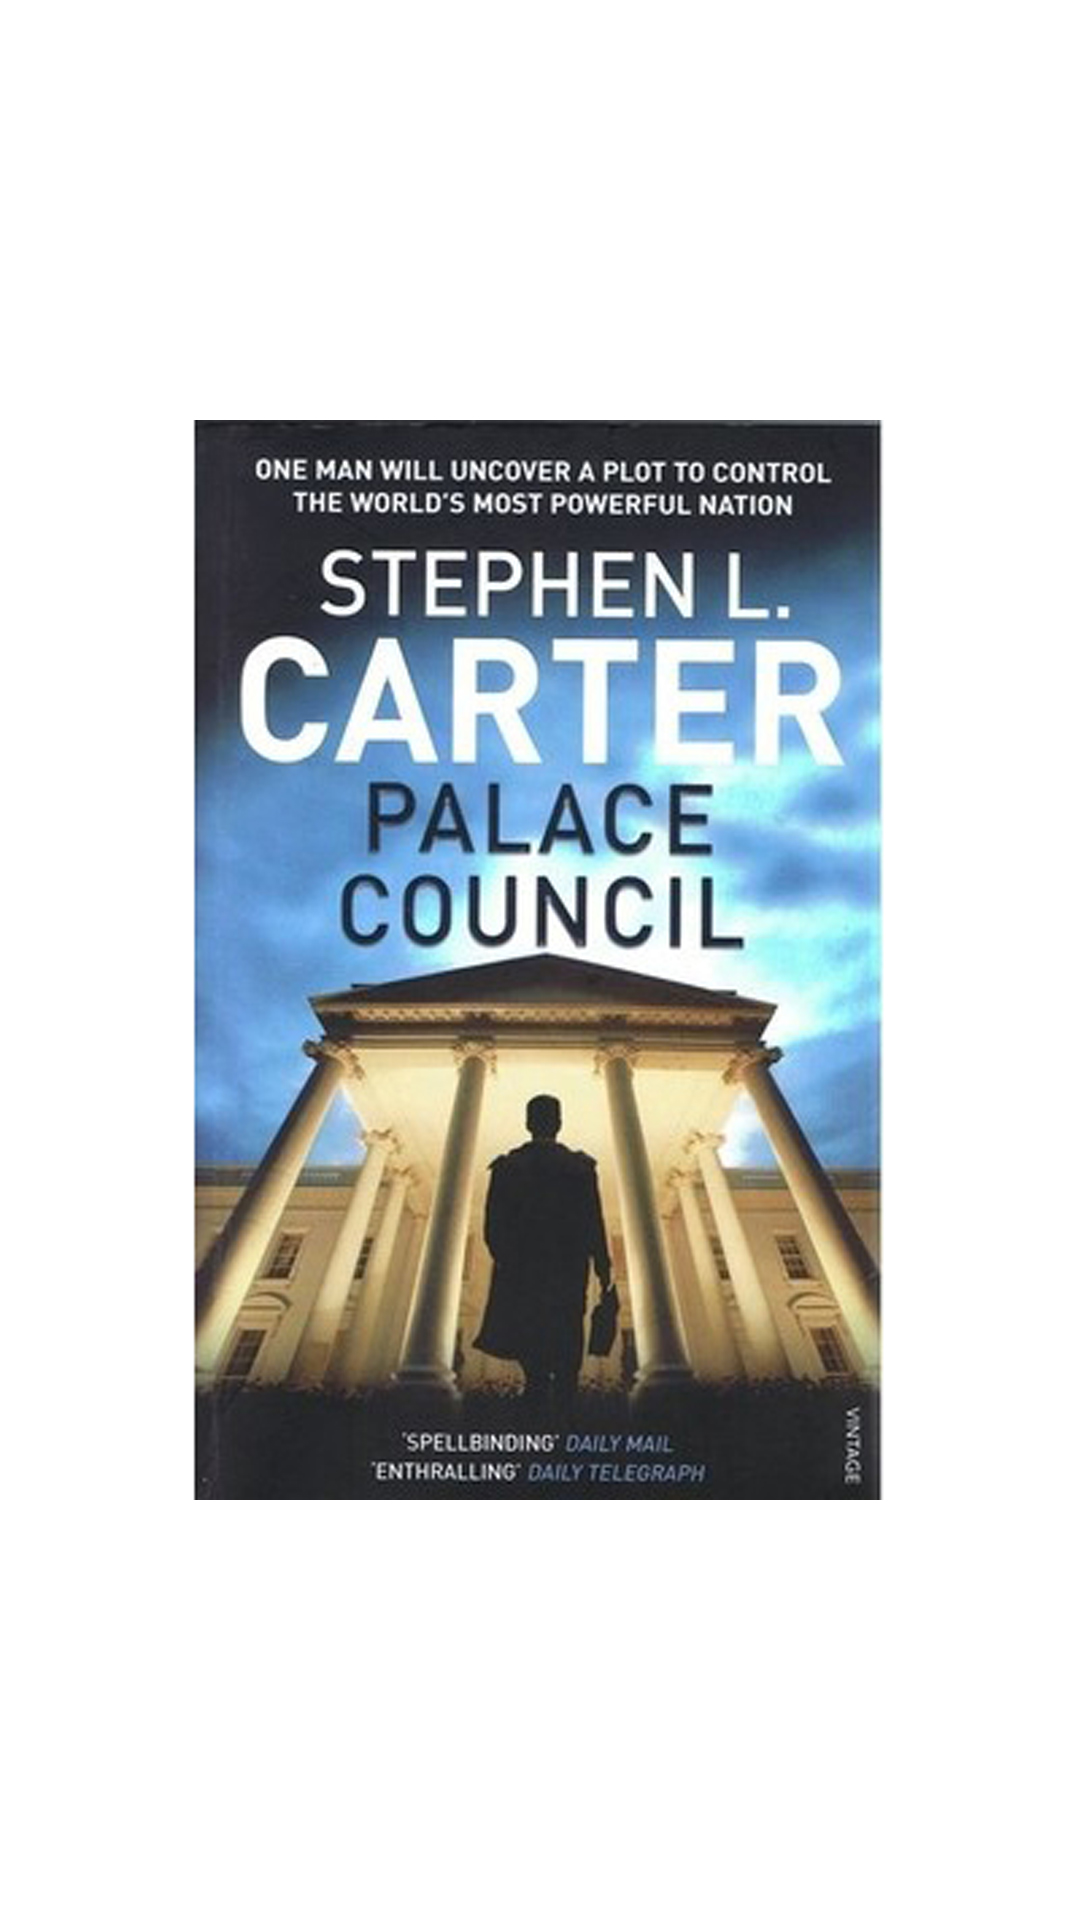 ONE MAN WILL UNCOVER A PLOT TO CONTROL
THE WORLD'S MOST POWERFUL NATION
STEPHEN L.
CARTER
PALACE
COUNCIL
'SPELLBINDING' DAILY MAIL
'ENTHRALLING' DAILY TELEGRAPH
VINTAGE